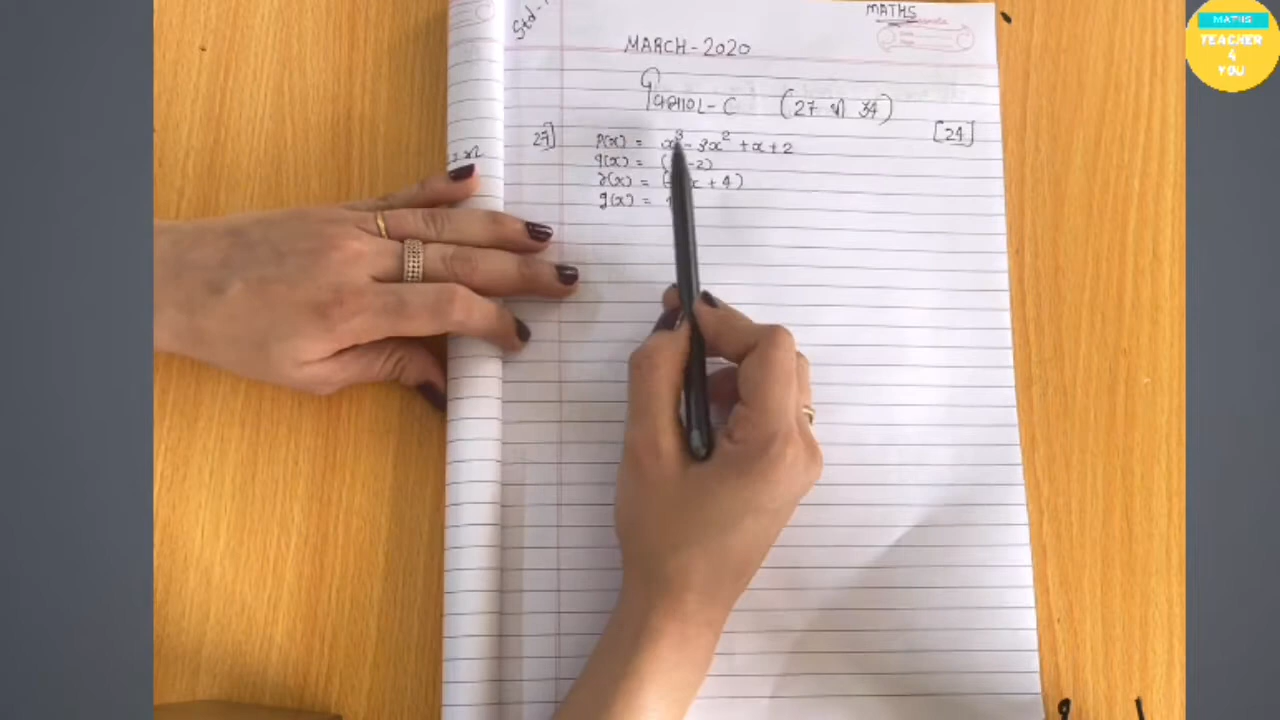 MATHS
MARCH-2020
વિભાગ - C (27 થી 34)
[24]
27] P(x) = x³ - 3x² + x + 2
q(x) = ( -2)
r(x) = ( x + 4)
g(x) =
MATHS
TEACHER
4
YOU